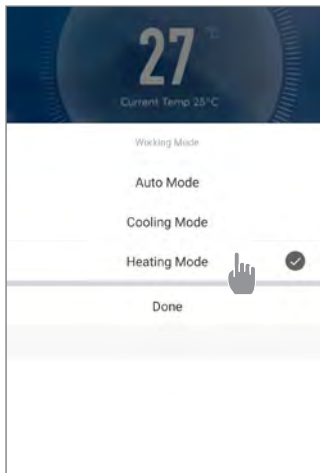 27 °C
Current Temp 25°C
Working Mode
Auto Mode
Cooling Mode
Heating Mode
Done